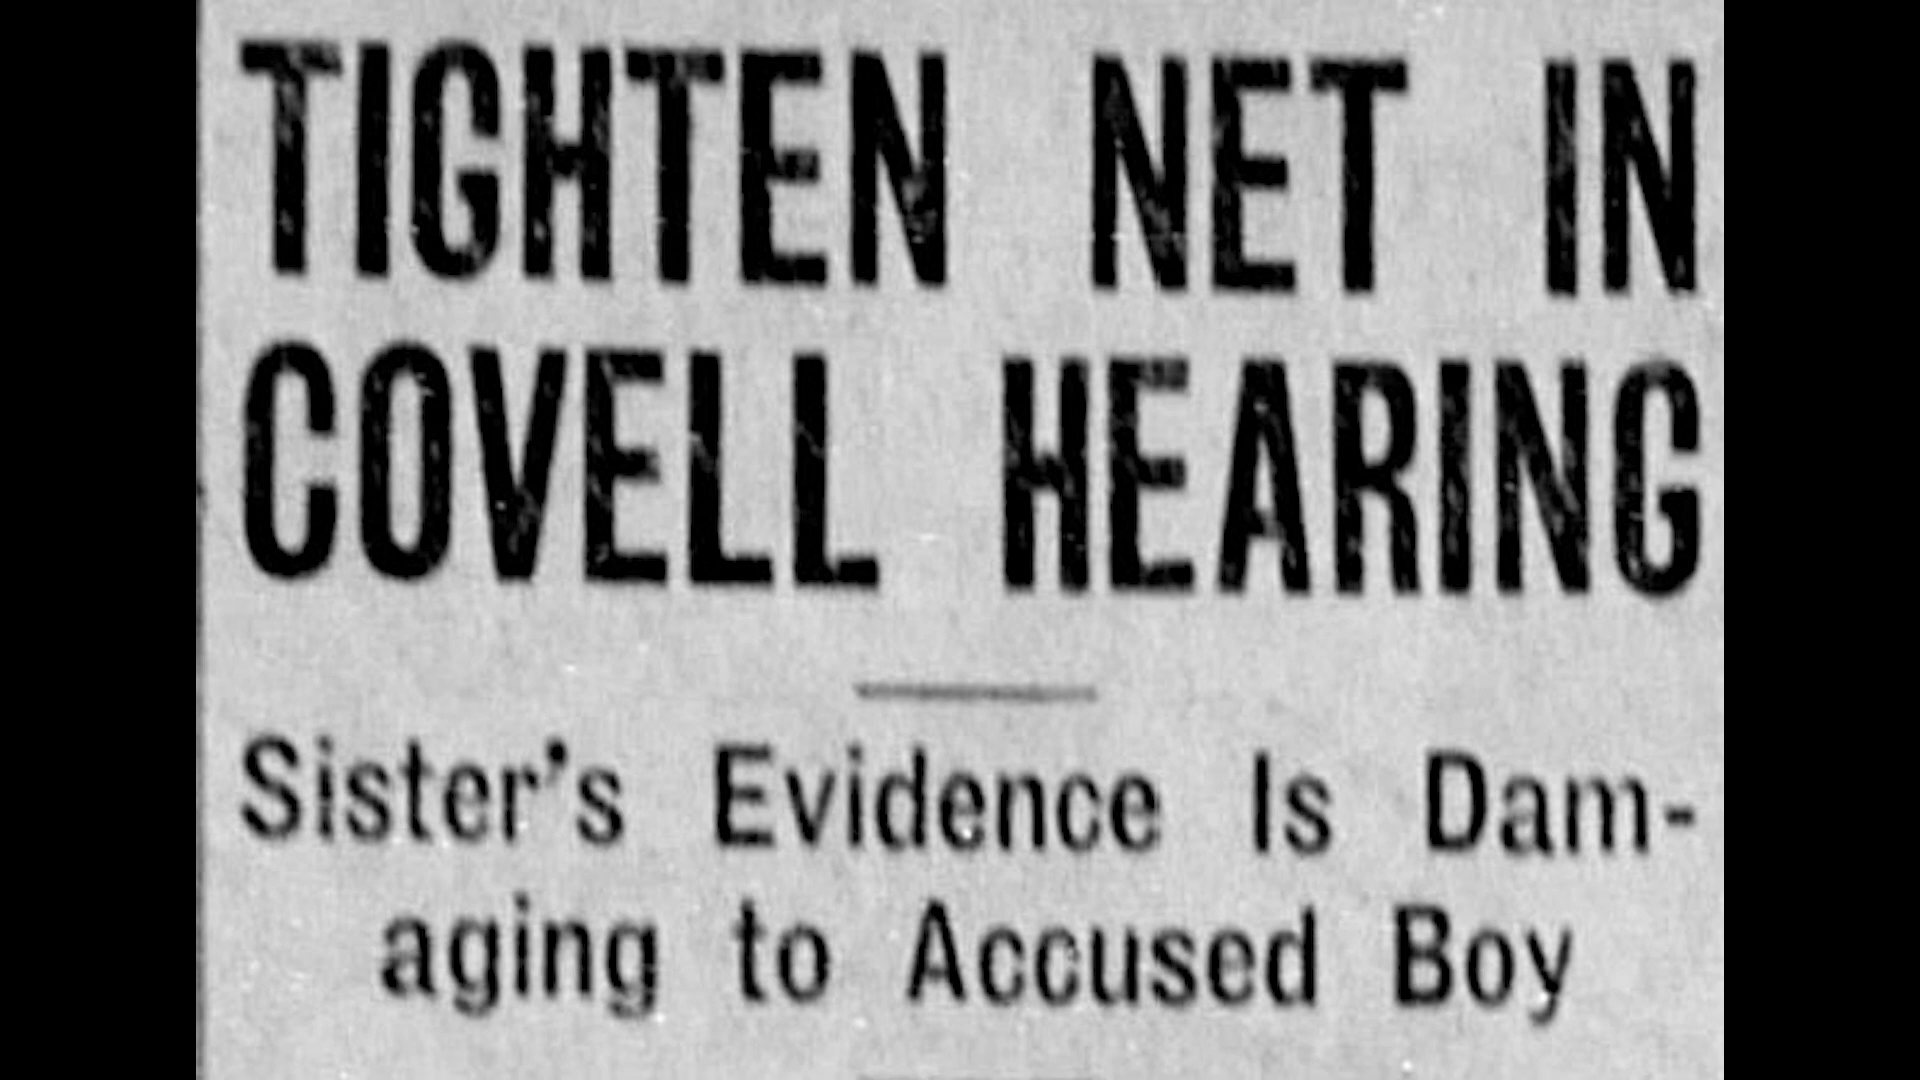 TIGHTEN NET IN
COVELL HEARING
Sister's Evidence Is Dam-
aging to Accused Boy